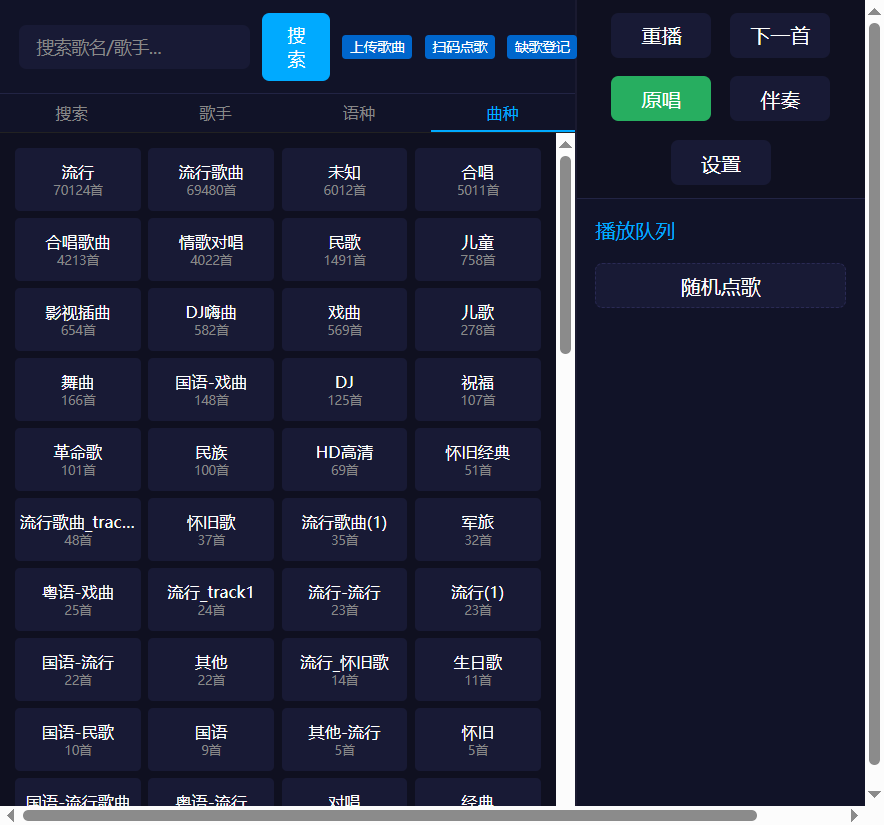 搜索歌名/歌手...
搜
索
上传歌曲
扫码点歌
缺歌登记
重播
下一首
原唱
伴奏
设置
搜索
歌手
语种
曲种
播放队列
随机点歌
流行
70124首
流行歌曲
69480首
未知
6012首
合唱
5011首
合唱歌曲
4213首
情歌对唱
4022首
民歌
1491首
儿童
758首
影视插曲
654首
DJ嗨曲
582首
戏曲
569首
儿歌
278首
舞曲
166首
国语-戏曲
148首
DJ
125首
祝福
107首
革命歌
101首
民族
100首
HD高清
69首
怀旧经典
51首
流行歌曲_trac...
48首
怀旧歌
37首
流行歌曲(1)
35首
军旅
32首
粤语-戏曲
25首
流行_track1
24首
流行-流行
23首
流行(1)
23首
国语-流行
22首
其他
22首
流行_怀旧歌
14首
生日歌
11首
国语-民歌
10首
国语
9首
其他-流行
5首
怀旧
5首
国语-流行歌曲
粤语-流行
对唱
经典